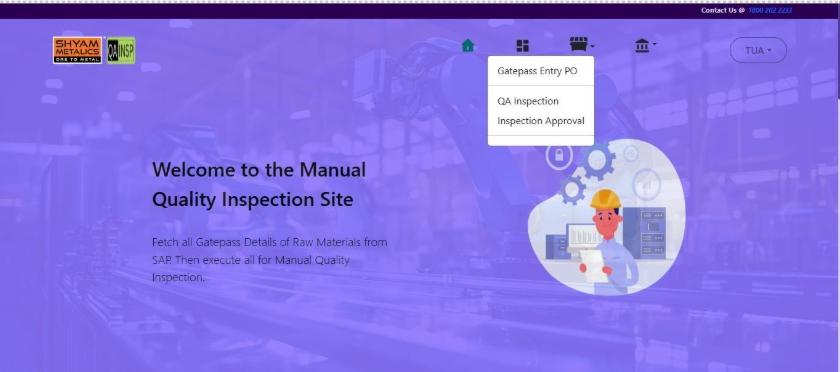 Contact Us @ 1800 202 2233
SHYAM
METALICS
ORE TO METAL
QAINSP
TUA
Gatepass Entry PO
QA Inspection
Inspection Approval
Welcome to the Manual
Quality Inspection Site
Fetch all Gatepass Details of Raw Materials from
SAP. Then execute all for Manual Quality
Inspection.